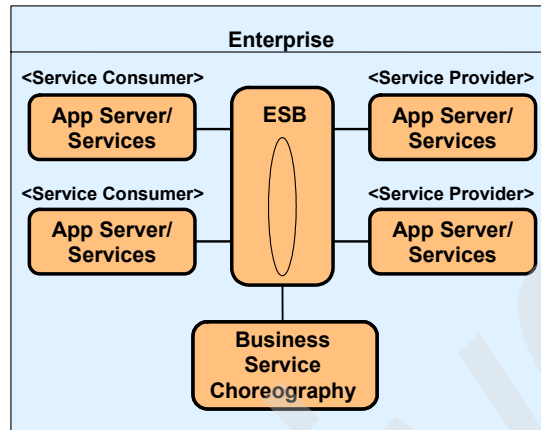 Enterprise
<Service Consumer>
<Service Provider>
App Server/
Services
ESB
App Server/
Services
<Service Consumer>
<Service Provider>
App Server/
Services
App Server/
Services
Business
Service
Choreography